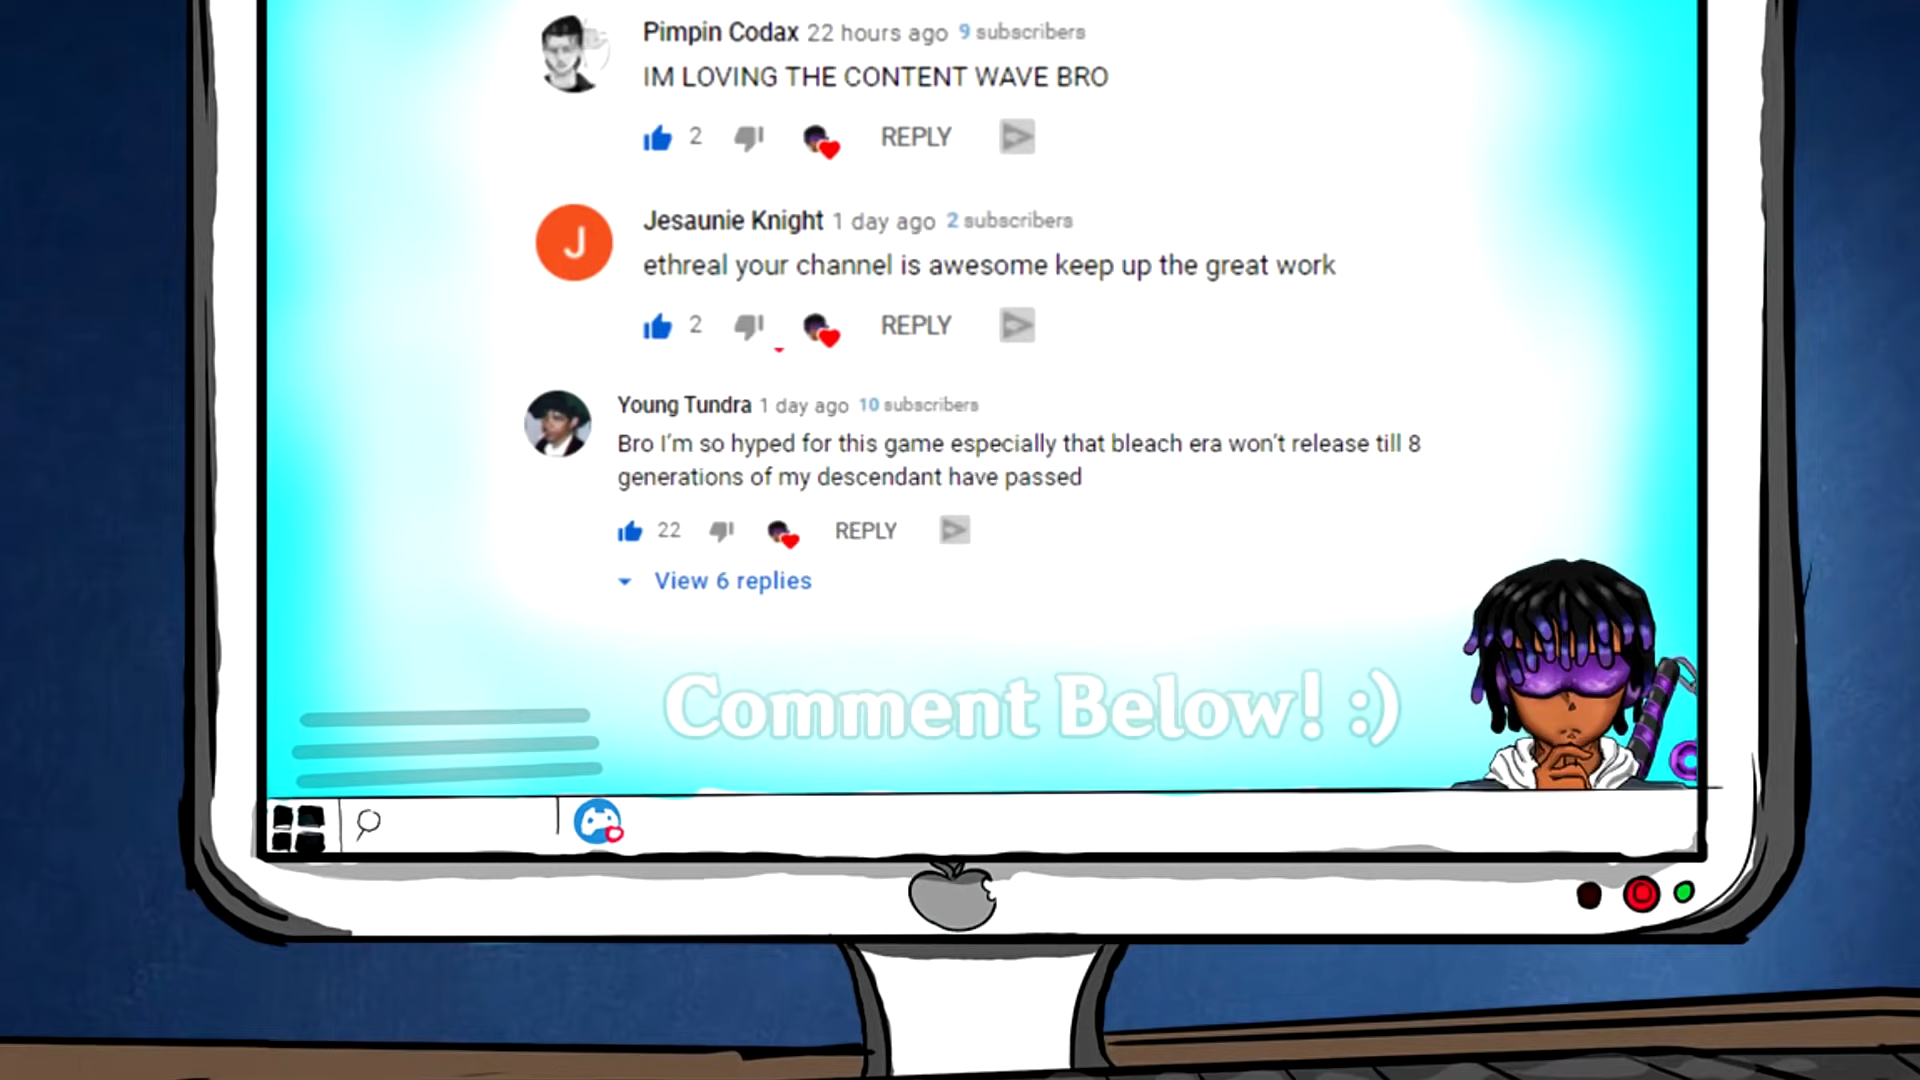 Pimpin Codax 22 hours ago 9 subscribers
IM LOVING THE CONTENT WAVE BRO
2 REPLY
J
Jesaunie Knight 1 day ago 2 subscribers
ethreal your channel is awesome keep up the great work
2 REPLY
Young Tundra 1 day ago 10 subscribers
Bro I'm so hyped for this game especially that bleach era won't release till 8
generations of my descendant have passed
22 REPLY
View 6 replies
Comment Below! :)